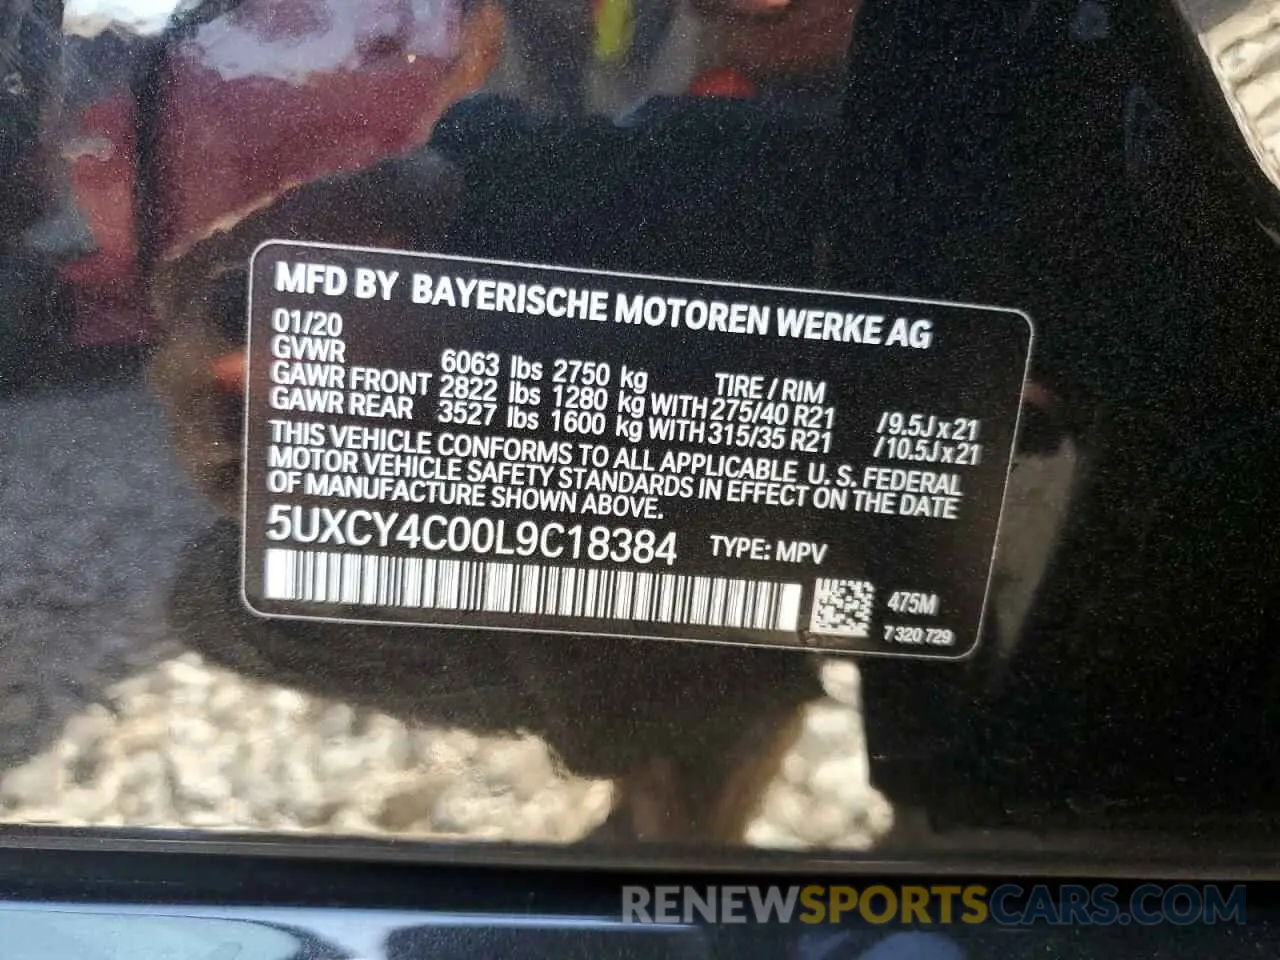 MFD BY BAYERISCHE MOTOREN WERKE AG
01/20
GVWR 6063 lbs 2750 kg TIRE / RIM
GAWR FRONT 2822 lbs 1280 kg WITH 275/40 R21 / 9.5J x 21
GAWR REAR 3527 lbs 1600 kg WITH 315/35 R21 / 10.5J x 21
THIS VEHICLE CONFORMS TO ALL APPLICABLE U. S. FEDERAL
MOTOR VEHICLE SAFETY STANDARDS IN EFFECT ON THE DATE
OF MANUFACTURE SHOWN ABOVE.
5UXCY4C00L9C18384 TYPE: MPV
475M
7 320 729
RENEWSPORTSCARS.COM